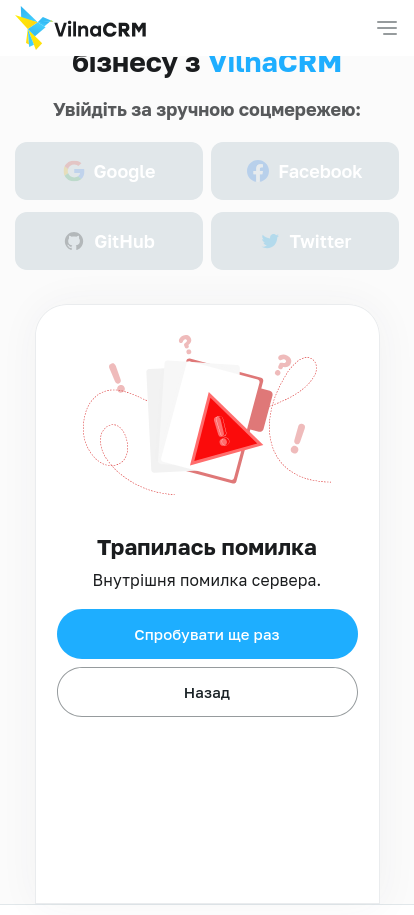 VilnaCRM
бізнесу з VilnaCRM
Увійдіть за зручною соцмережею:
Google
Facebook
GitHub
Twitter
Трапилась помилка
Внутрішня помилка сервера.
Спробувати ще раз
Назад